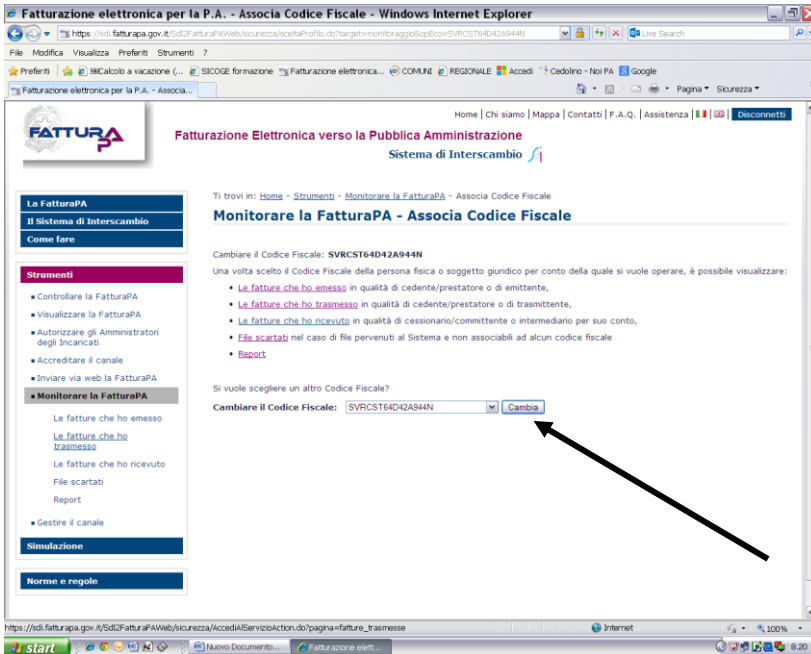 Fatturazione elettronica per la P.A. - Associa Codice Fiscale - Windows Internet Explorer
https://sdi.fatturapa.gov.it/SdI2FatturaPAWeb/sicurezza/sceltaProfilo.do?target=monitoraggio&opEco=SVRCST64D42A944N
Live Search
File Modifica Visualizza Preferiti Strumenti ?
Preferiti Calcolo a vacazione (... SICOGE formazione Fatturazione elettronica... COMUNI REGIONALE Accedi Cedolino - Noi PA Google
Fatturazione elettronica per la P.A. - Associa...
Pagina Sicurezza
Home | Chi siamo | Mappa | Contatti | F.A.Q. | Assistenza | Disconnetti
FATTURAPA
Fatturazione Elettronica verso la Pubblica Amministrazione
Sistema di Interscambio
La FatturaPA
Il Sistema di Interscambio
Come fare
Strumenti
Controllare la FatturaPA
Visualizzare la FatturaPA
Autorizzare gli Amministratori
degli Incaricati
Accreditare il canale
Inviare via web la FatturaPA
Monitorare la FatturaPA
Le fatture che ho emesso
Le fatture che ho
trasmesso
Le fatture che ho ricevuto
File scartati
Report
Gestire il canale
Simulazione
Norme e regole
Ti trovi in: Home - Strumenti - Monitorare la FatturaPA - Associa Codice Fiscale
Monitorare la FatturaPA - Associa Codice Fiscale
Cambiare il Codice Fiscale: SVRCST64D42A944N
Una volta scelto il Codice Fiscale della persona fisica o soggetto giuridico per conto della quale si vuole operare, è possibile visualizzare:
• Le fatture che ho emesso in qualità di cedente/prestatore o di emittente,
• Le fatture che ho trasmesso in qualità di cedente/prestatore o di trasmittente,
• Le fatture che ho ricevuto in qualità di cessionario/committente o intermediario per suo conto,
• File scartati nel caso di file pervenuti al Sistema e non associabili ad alcun codice fiscale
• Report
Si vuole scegliere un altro Codice Fiscale?
Cambiare il Codice Fiscale: SVRCST64D42A944N Cambia
https://sdi.fatturapa.gov.it/SdI2FatturaPAWeb/sicurezza/AccediAlServizioAction.do?pagina=fatture_trasmesse
Internet
100%
start
Nuovo Documento...
Fatturazione elett...
8.20